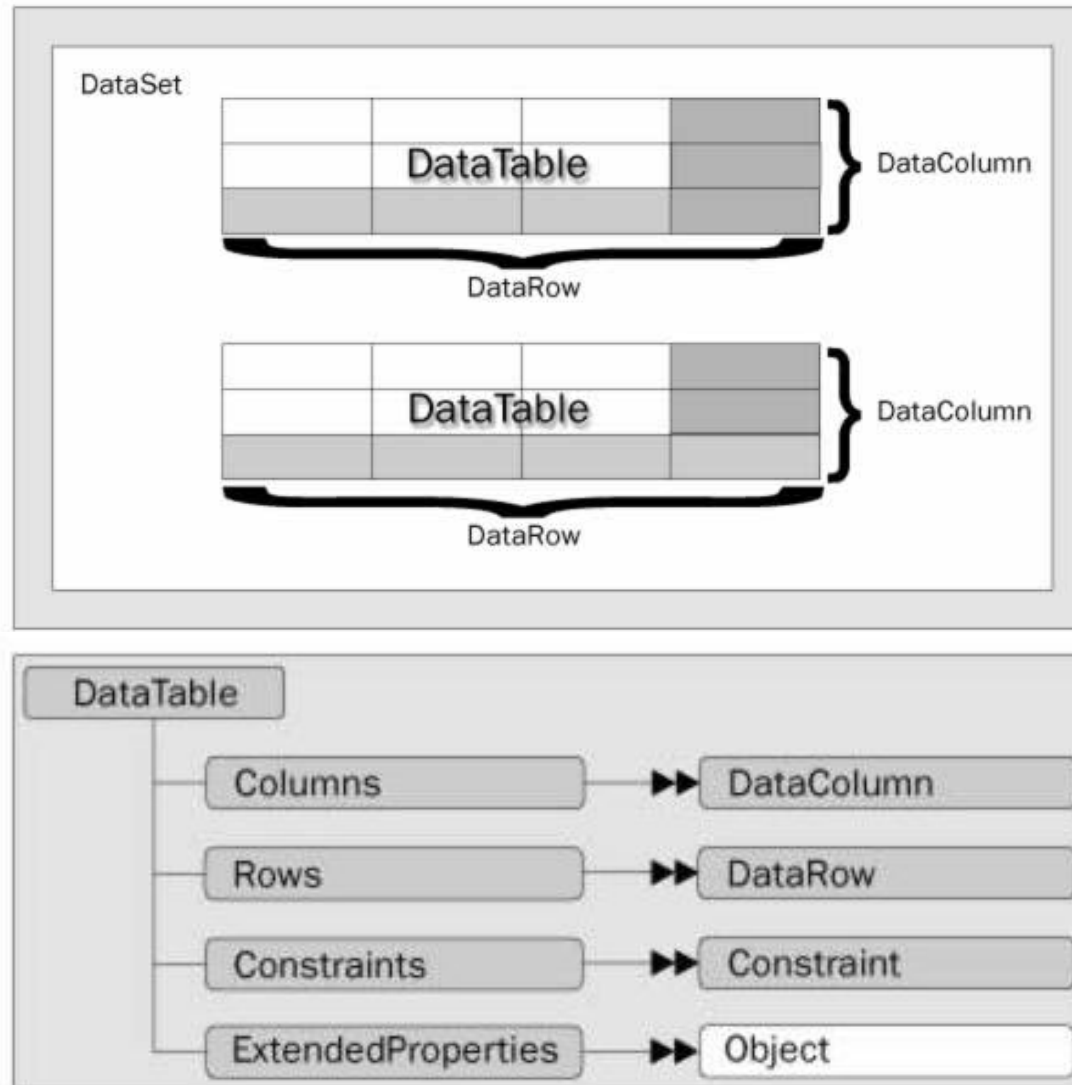 DataSet
DataTable
DataColumn
DataRow
DataTable
DataColumn
DataRow
DataTable
Columns
DataColumn
Rows
DataRow
Constraints
Constraint
ExtendedProperties
Object